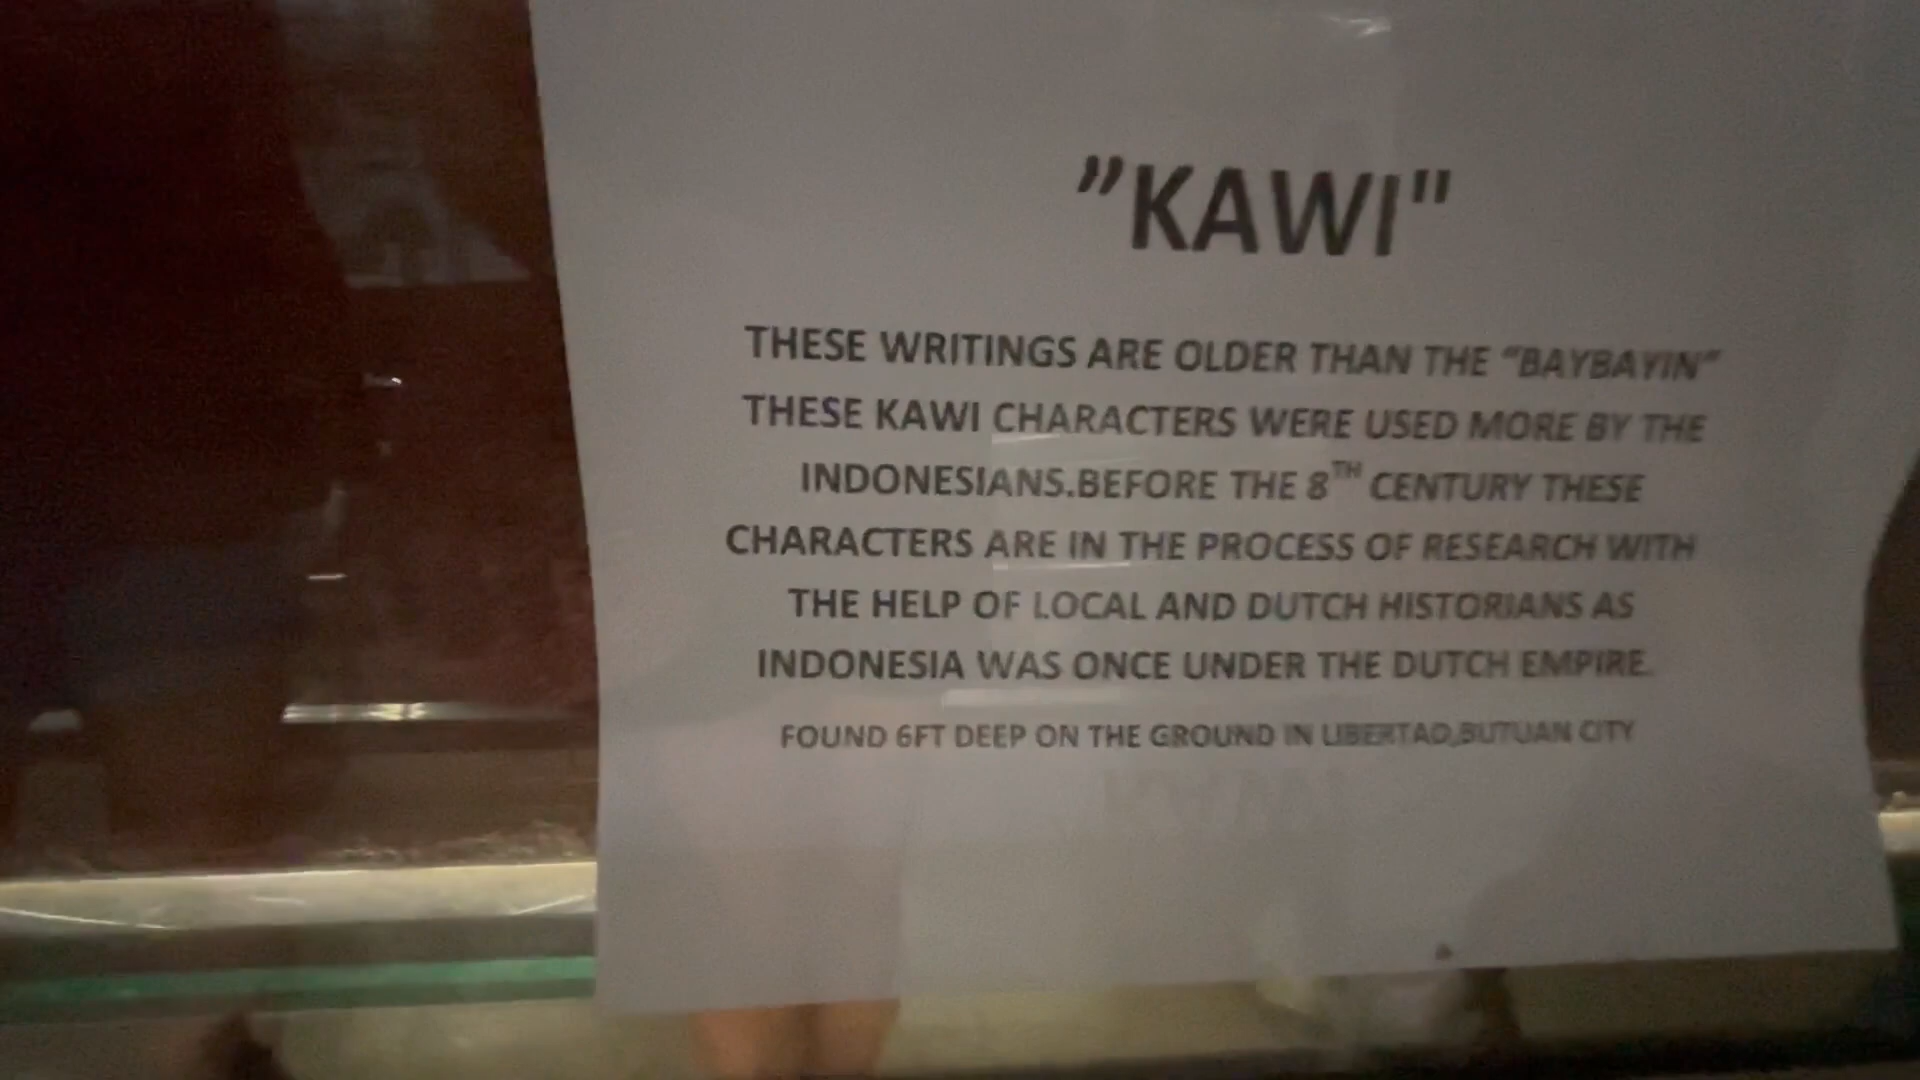 "KAWI"
THESE WRITINGS ARE OLDER THAN THE "BAYBAYIN"
THESE KAWI CHARACTERS WERE USED MORE BY THE
INDONESIANS.BEFORE THE 8TH CENTURY THESE
CHARACTERS ARE IN THE PROCESS OF RESEARCH WITH
THE HELP OF LOCAL AND DUTCH HISTORIANS AS
INDONESIA WAS ONCE UNDER THE DUTCH EMPIRE.
FOUND 6FT DEEP ON THE GROUND IN LIBERTAD,BUTUAN CITY